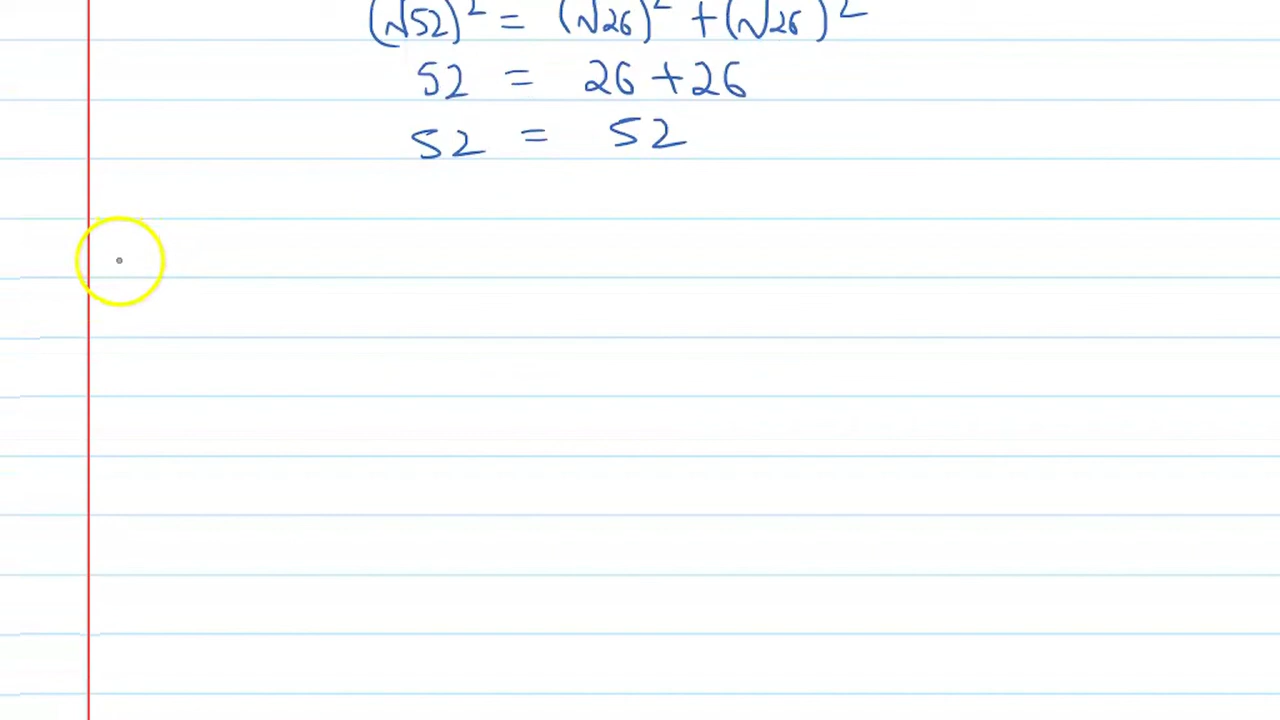 (√52)² = (√26)² + (√26)²
52 = 26 + 26
52 = 52